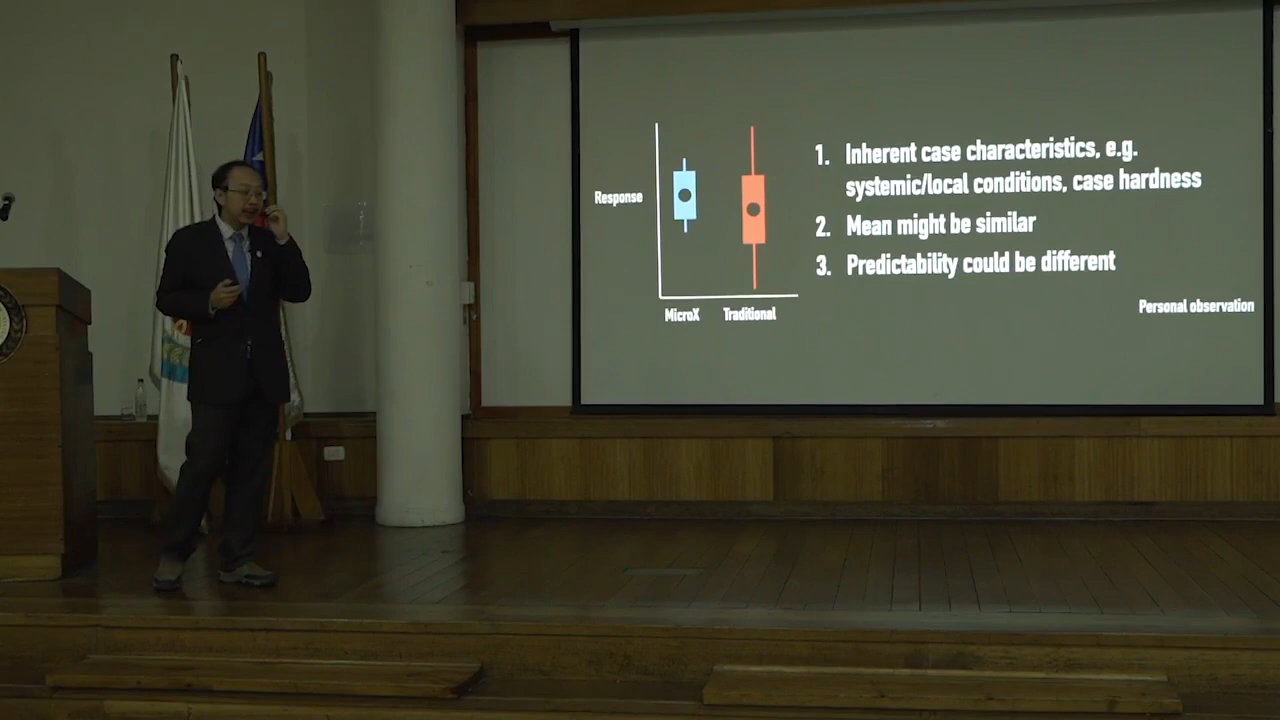 Response
MicroX
Traditional
1. Inherent case characteristics, e.g.
systemic/local conditions, case hardness
2. Mean might be similar
3. Predictability could be different
Personal observation